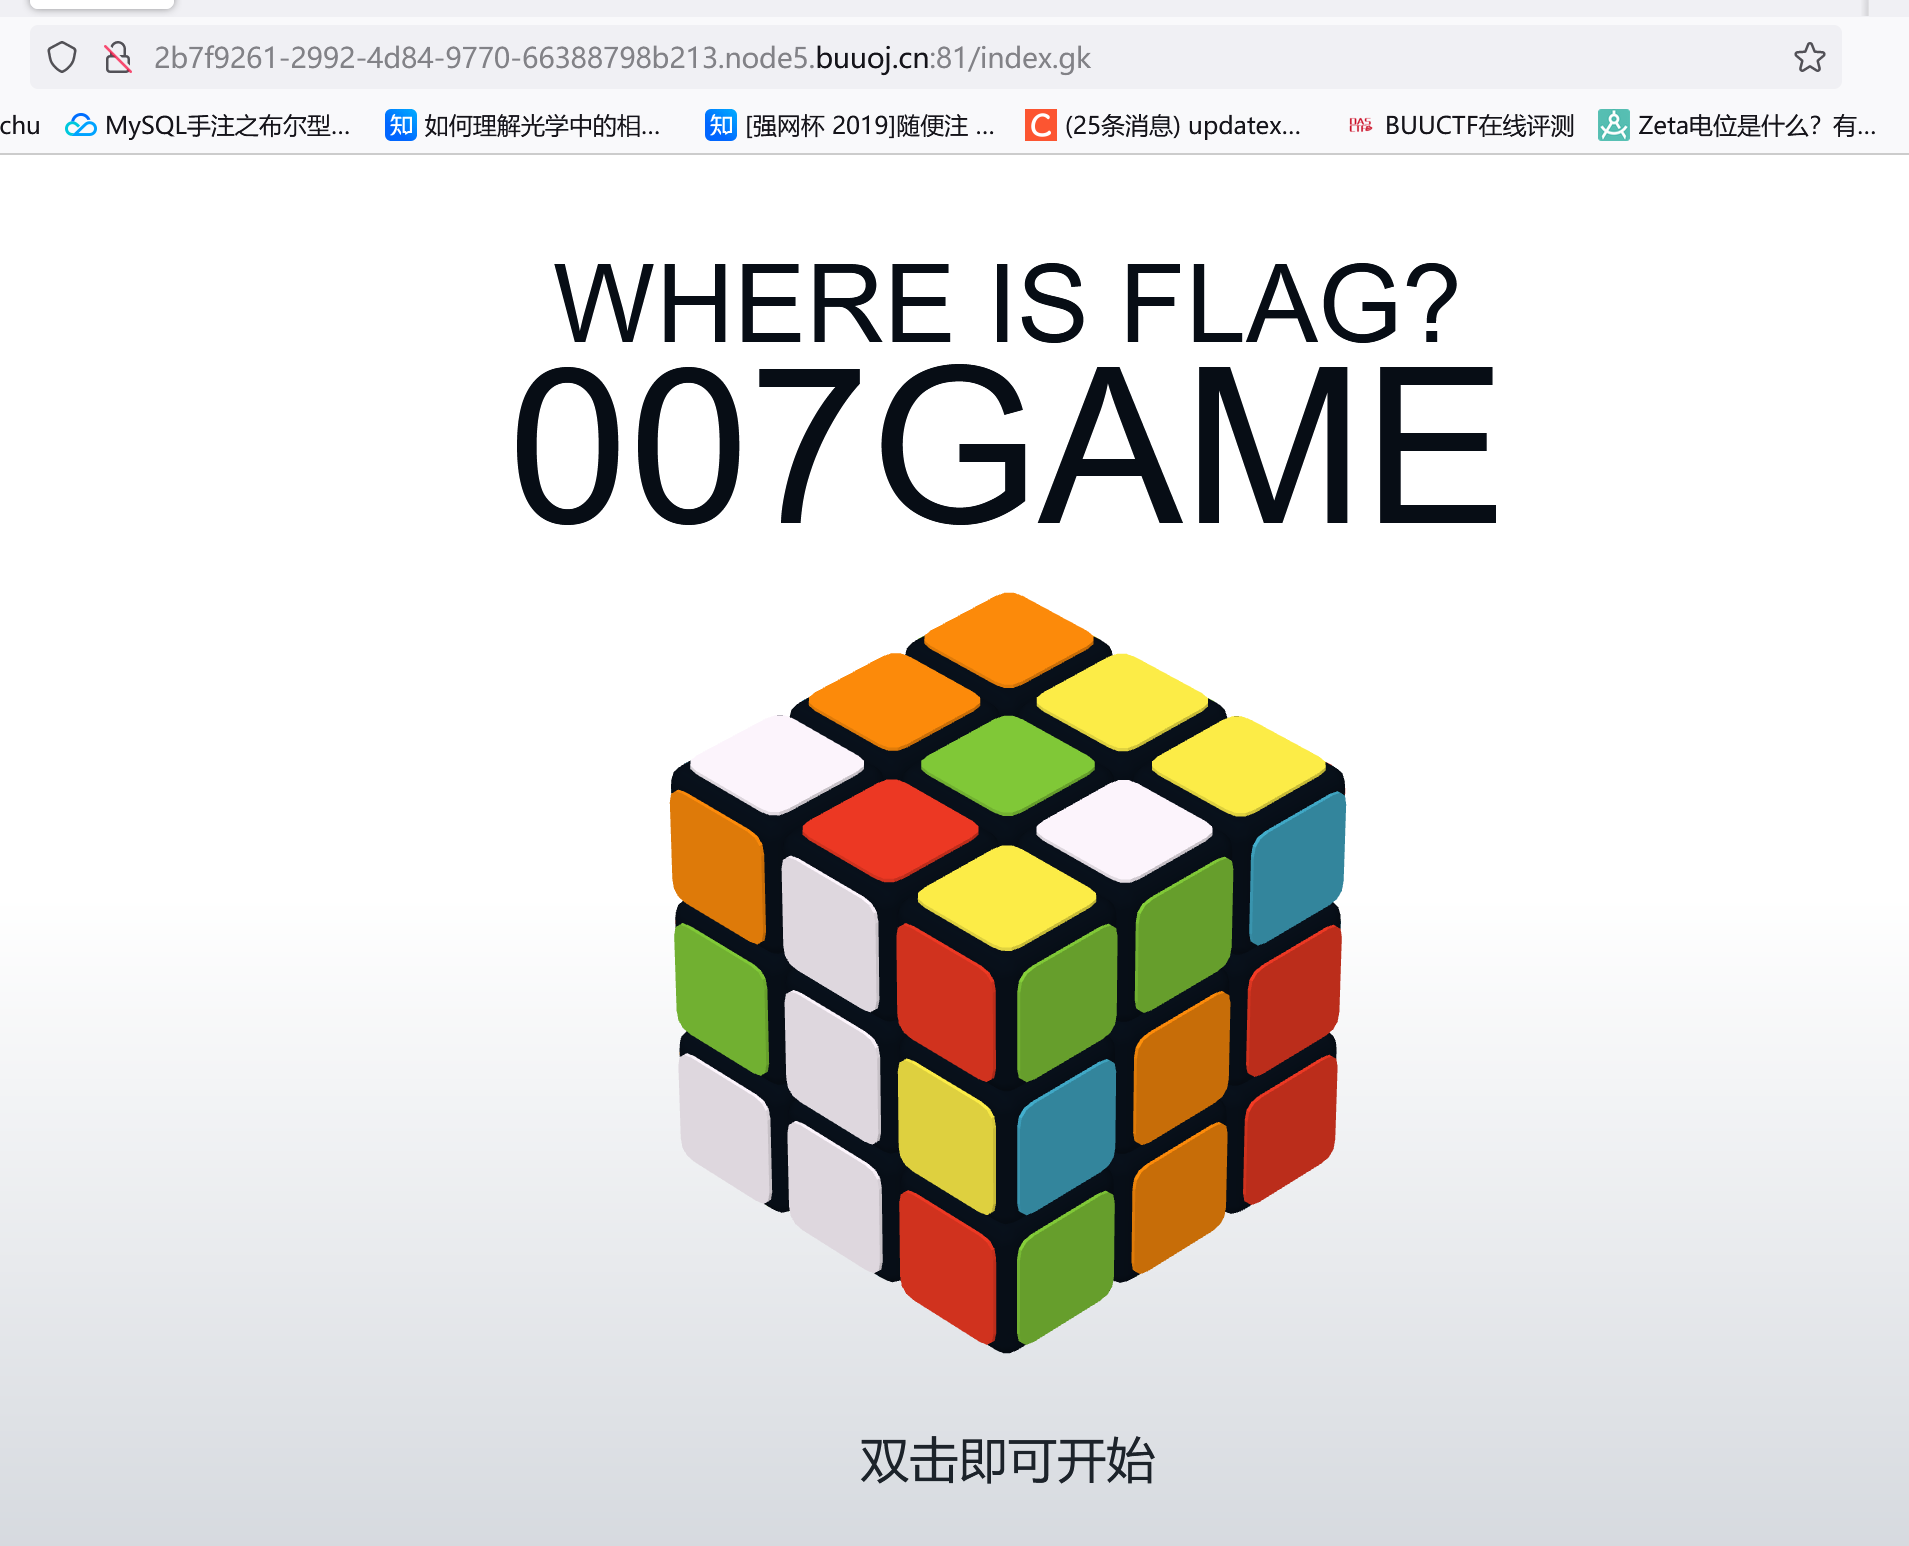 2b7f9261-2992-4d84-9770-66388798b213.node5.buuoj.cn:81/index.gk
chu MySQL手注之布尔型... 知 如何理解光学中的相... 知 [强网杯 2019]随便注 ... C (25条消息) updatex... DAS CTF BUUCTF在线评测 Zeta电位是什么？有...
WHERE IS FLAG?
007GAME
双击即可开始